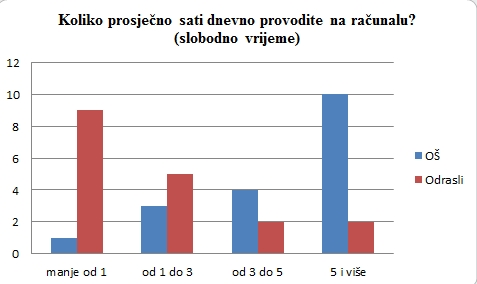 Koliko prosječno sati dnevno provodite na računalu?
(slobodno vrijeme)
12
10
8
6
4
2
0
manje od 1
od 1 do 3
od 3 do 5
5 i više
OŠ
Odrasli